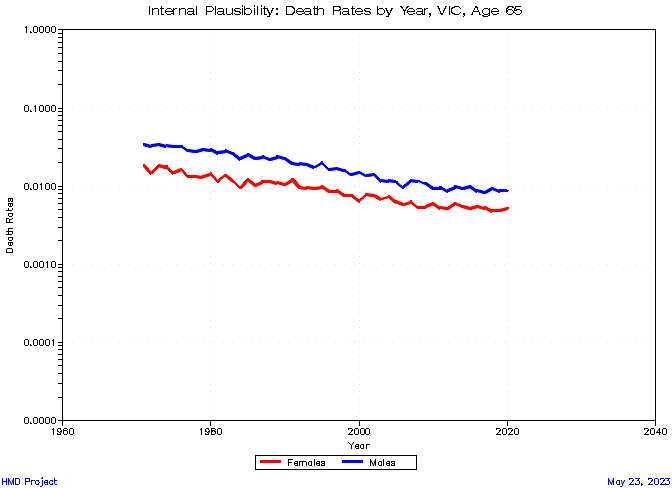 Internal Plausibility: Death Rates by Year, VIC, Age 65
1.0000
0.1000
0.0100
0.0010
0.0001
0.0000
Death Rates
1960 1980 2000 2020 2040
Year
Females Males
HMD Project
May 23, 2023